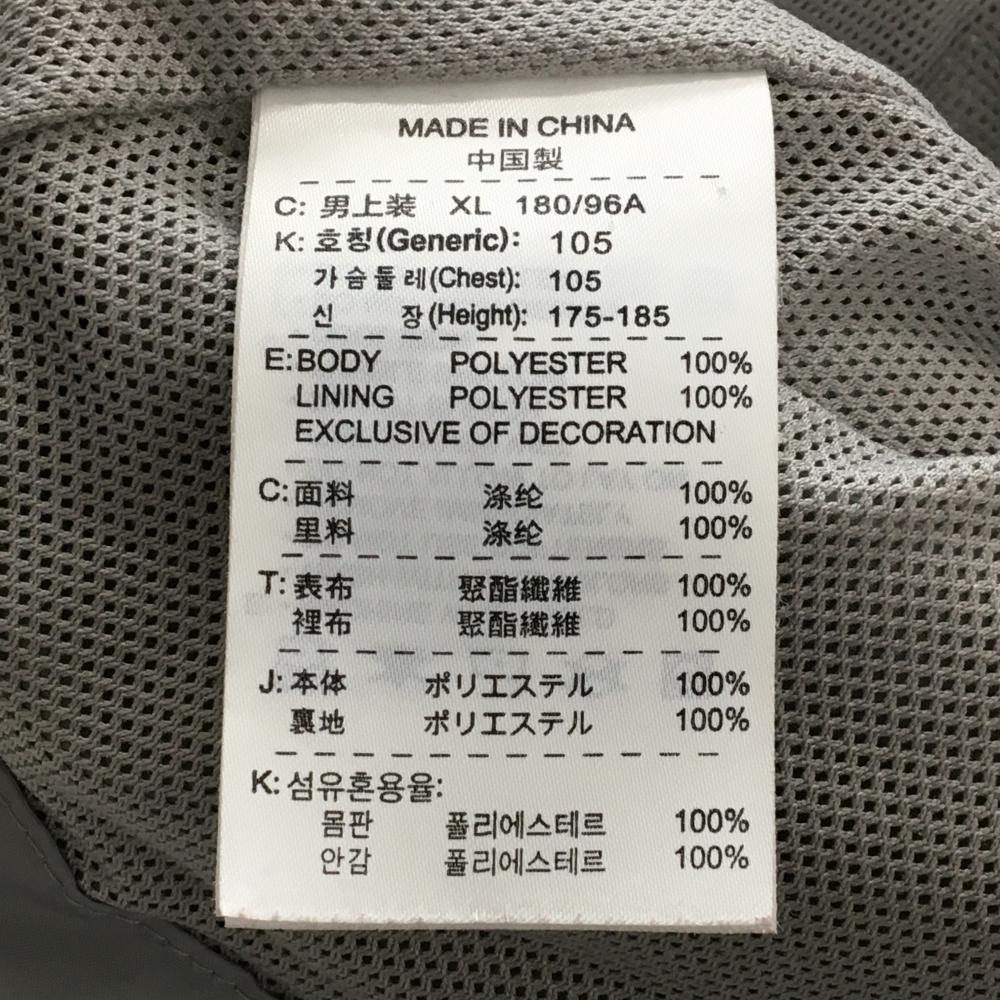 MADE IN CHINA
中国製
C: 男上装 XL 180/96A
K: 호칭(Generic): 105
가슴둘레(Chest): 105
신 장(Height): 175-185
E: BODY POLYESTER 100%
LINING POLYESTER 100%
EXCLUSIVE OF DECORATION
C: 面料 涤纶 100%
里料 涤纶 100%
T: 表布 聚酯纖維 100%
裡布 聚酯纖維 100%
J: 本体 ポリエステル 100%
裏地 ポリエステル 100%
K: 섬유혼용율:
몸판 폴리에스테르 100%
안감 폴리에스테르 100%